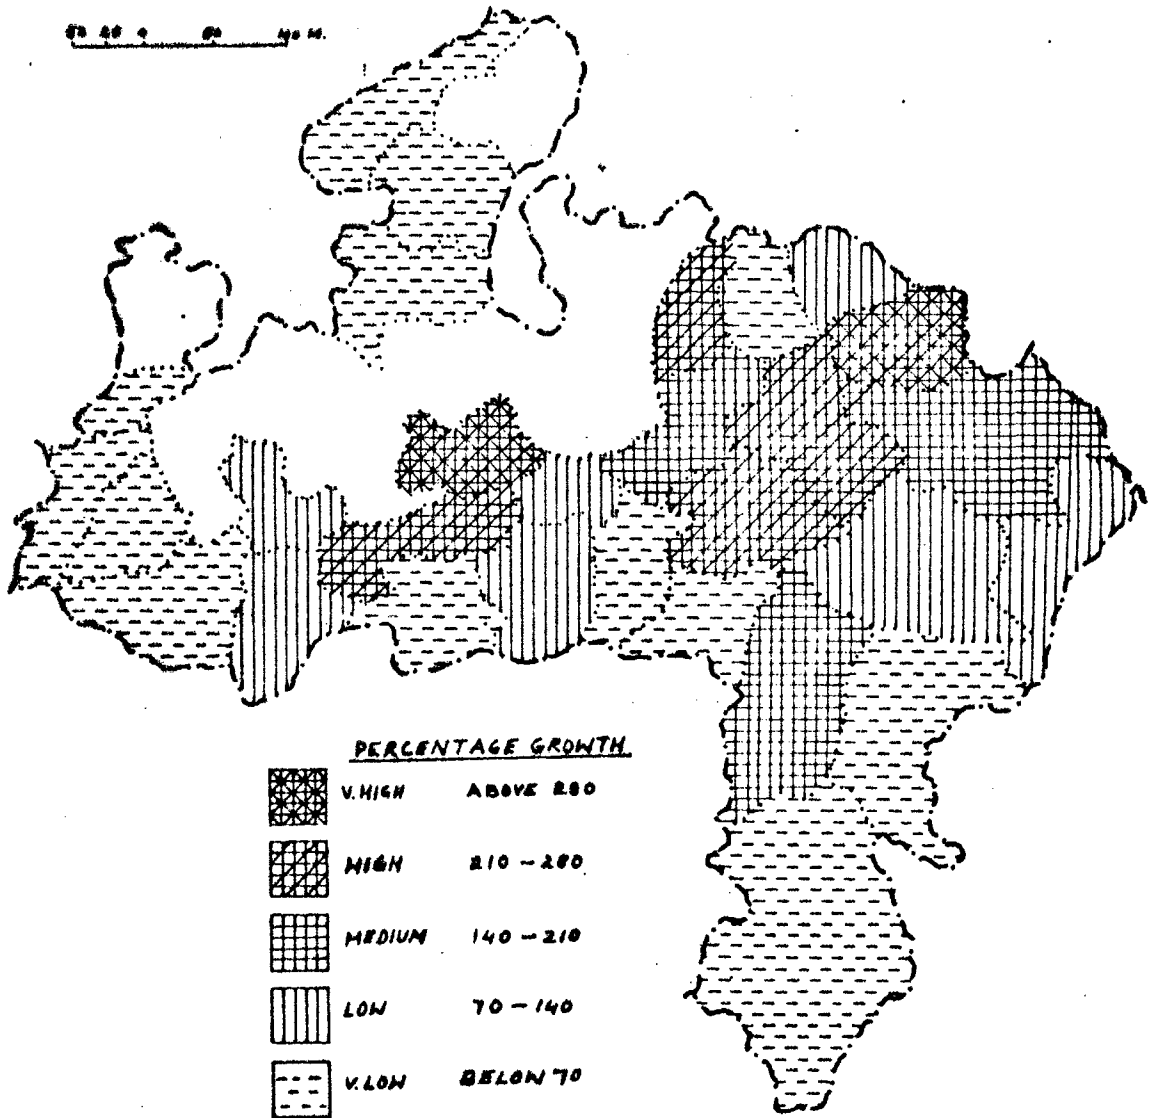 PERCENTAGE GROWTH
V. HIGH ABOVE 280
HIGH 210 - 280
MEDIUM 140 - 210
LOW 70 - 140
V. LOW BELOW 70